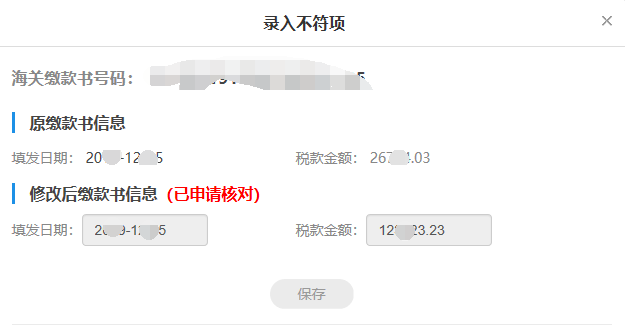 录入不符项
×
海关缴款书号码：
原缴款书信息
填发日期： 税款金额：
修改后缴款书信息（已申请核对）
填发日期： 税款金额：
保存